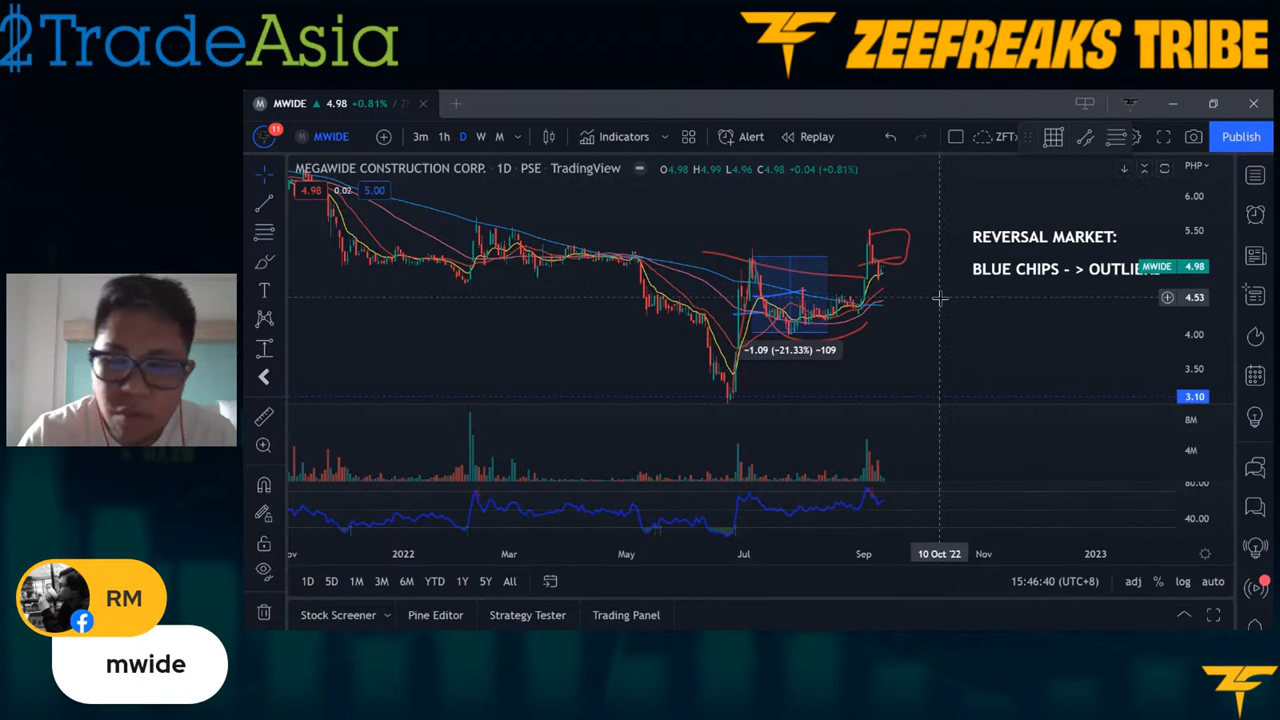 2TradeAsia
ZEEFREAKS TRIBE
M MWIDE 4.98 +0.81% /
11 M MWIDE 3m 1h D W M Indicators Alert Replay ZFT Publish
MEGAWIDE CONSTRUCTION CORP. · 1D · PSE · TradingView O4.98 H4.99 L4.96 C4.98 +0.04 (+0.81%) PHP
4.98 0.02 5.00
6.00
5.50
REVERSAL MARKET:
BLUE CHIPS - > OUTLIE
MWIDE 4.98
4.53
4.00
−1.09 (−21.33%) −109
3.50
3.10
8M
4M
80.00
40.00
ov 2022 Mar May Jul Sep 10 Oct '22 Nov 2023
1D 5D 1M 3M 6M YTD 1Y 5Y All 15:46:40 (UTC+8) adj % log auto
Stock Screener Pine Editor Strategy Tester Trading Panel
RM
mwide